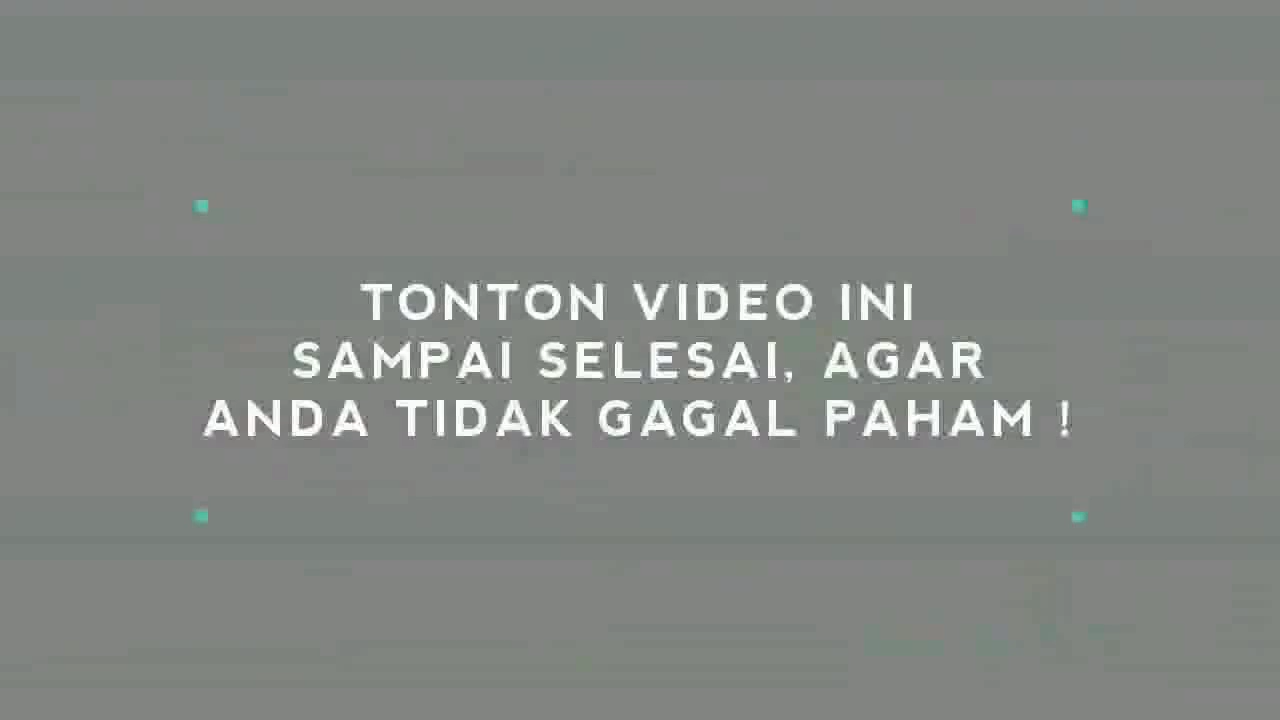 TONTON VIDEO INI
SAMPAI SELESAI, AGAR
ANDA TIDAK GAGAL PAHAM !